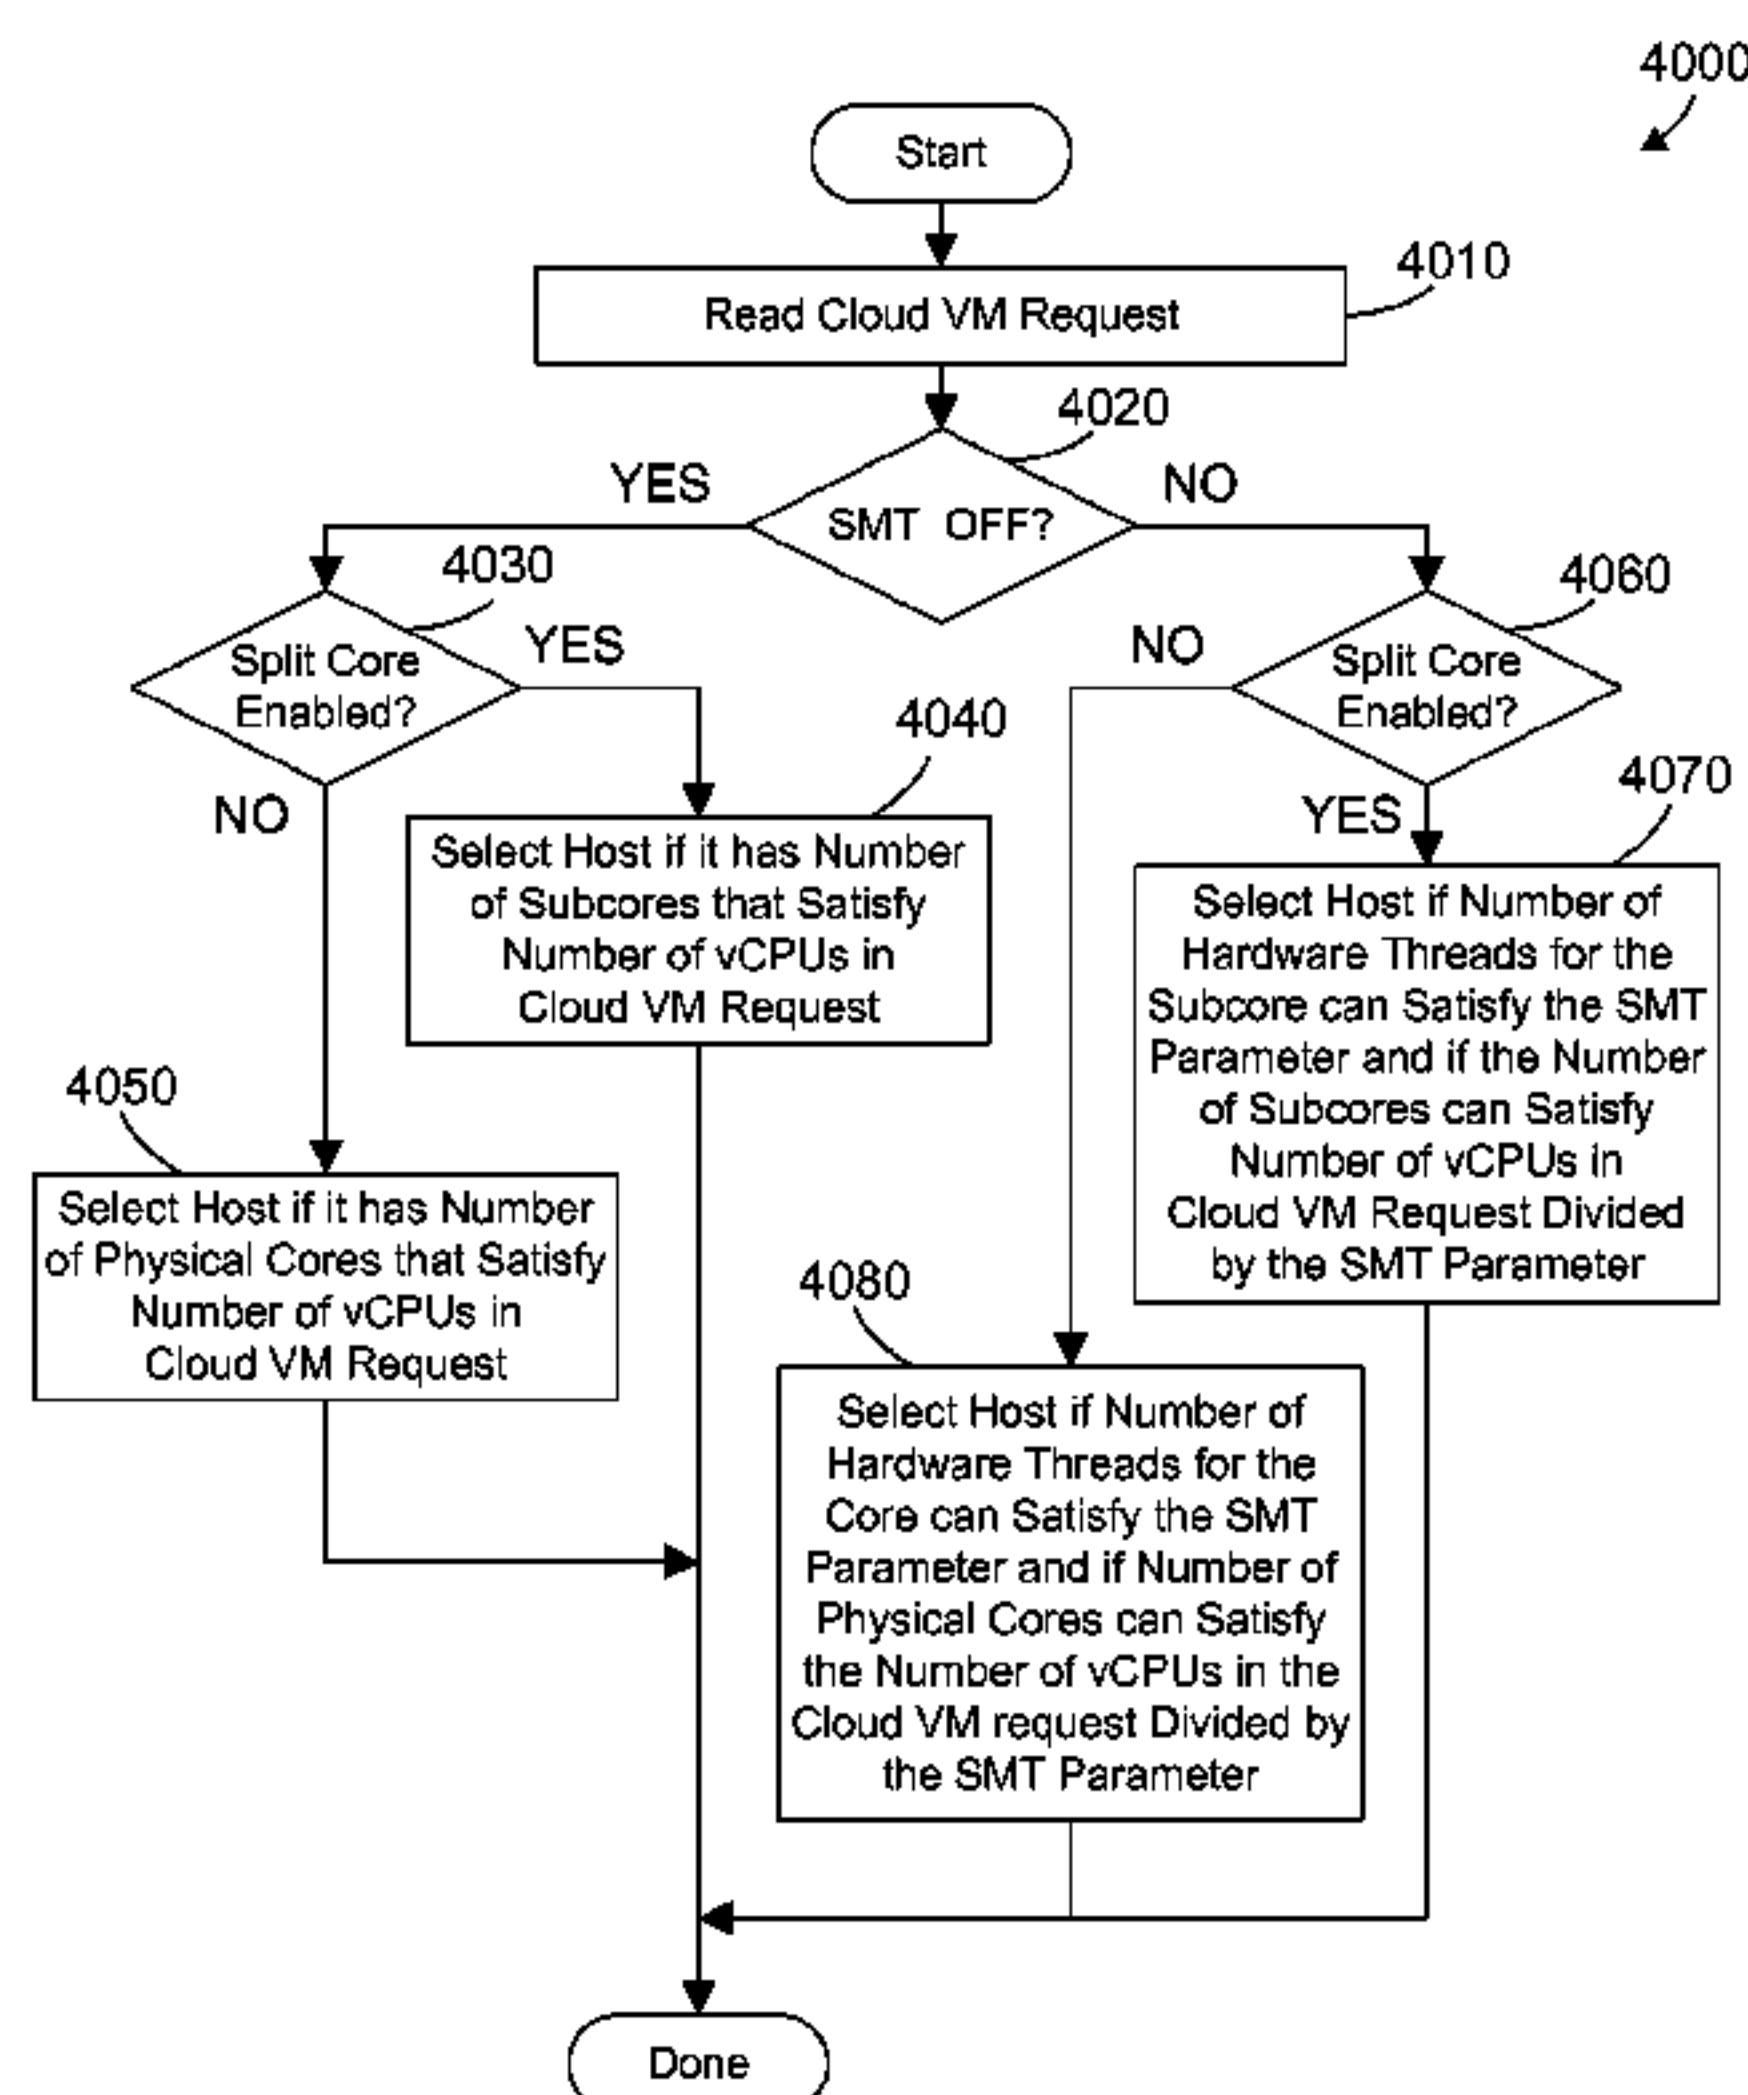 4000
Start
4010
Read Cloud VM Request
4020
YES
NO
SMT OFF?
4030
4060
YES
NO
Split Core
Enabled?
Split Core
Enabled?
4040
4070
NO
YES
Select Host if it has Number
of Subcores that Satisfy
Number of vCPUs in
Cloud VM Request
Select Host if Number of
Hardware Threads for the
Subcore can Satisfy the SMT
Parameter and if the Number
of Subcores can Satisfy
Number of vCPUs in
Cloud VM Request Divided
by the SMT Parameter
4050
Select Host if it has Number
of Physical Cores that Satisfy
Number of vCPUs in
Cloud VM Request
4080
Select Host if Number of
Hardware Threads for the
Core can Satisfy the SMT
Parameter and if Number of
Physical Cores can Satisfy
the Number of vCPUs in the
Cloud VM request Divided by
the SMT Parameter
Done